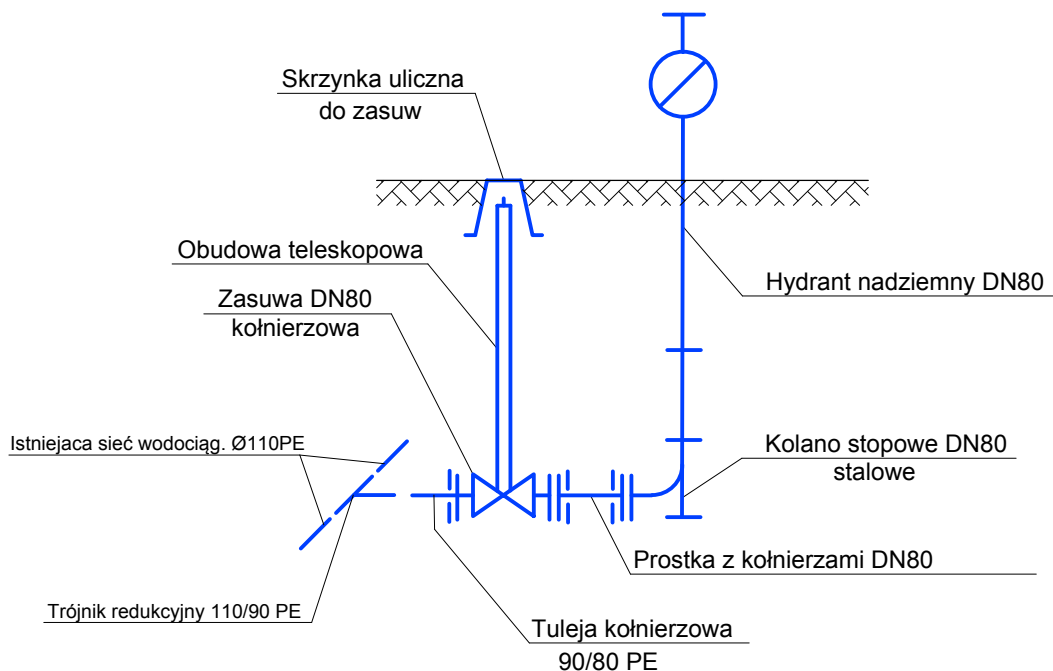 Skrzynka uliczna
do zasuw
Obudowa teleskopowa
Hydrant nadziemny DN80
Zasuwa DN80
kołnierzowa
Istniejaca sieć wodociąg. Ø110PE
Kolano stopowe DN80
stalowe
Prostka z kołnierzami DN80
Trójnik redukcyjny 110/90 PE
Tuleja kołnierzowa
90/80 PE